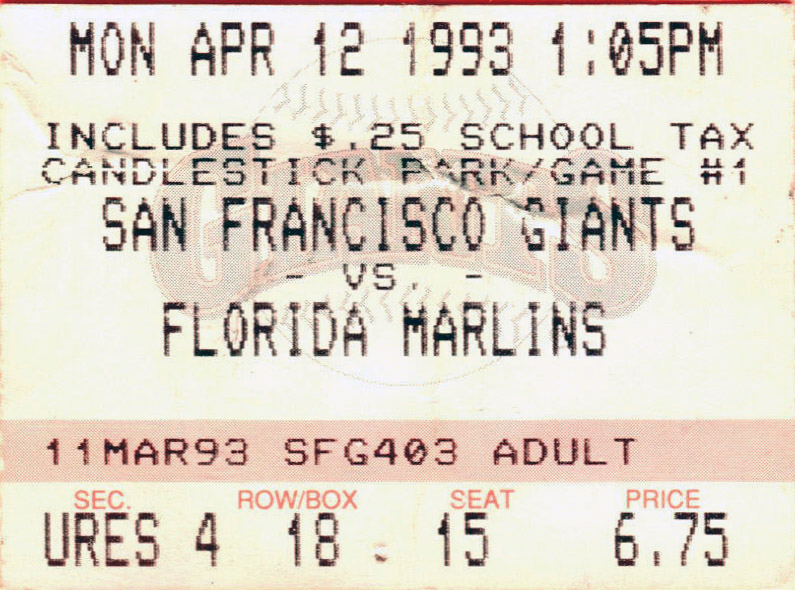 MON APR 12 1993 1:05PM
INCLUDES $.25 SCHOOL TAX
CANDLESTICK PARK/GAME #1
SAN FRANCISCO GIANTS
- VS. -
FLORIDA MARLINS
GIANTS
11MAR93 SFG403 ADULT
SEC. ROW/BOX SEAT PRICE
URES 4 18 . 15 6.75